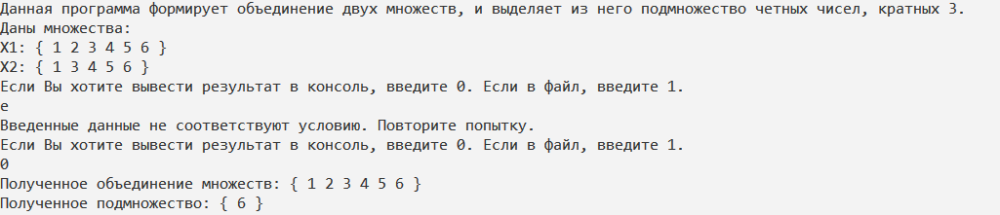 Данная программа формирует объединение двух множеств, и выделяет из него подмножество четных чисел, кратных 3.
Даны множества:
X1: { 1 2 3 4 5 6 }
X2: { 1 3 4 5 6 }
Если Вы хотите вывести результат в консоль, введите 0. Если в файл, введите 1.
e
Введенные данные не соответствуют условию. Повторите попытку.
Если Вы хотите вывести результат в консоль, введите 0. Если в файл, введите 1.
0
Полученное объединение множеств: { 1 2 3 4 5 6 }
Полученное подмножество: { 6 }